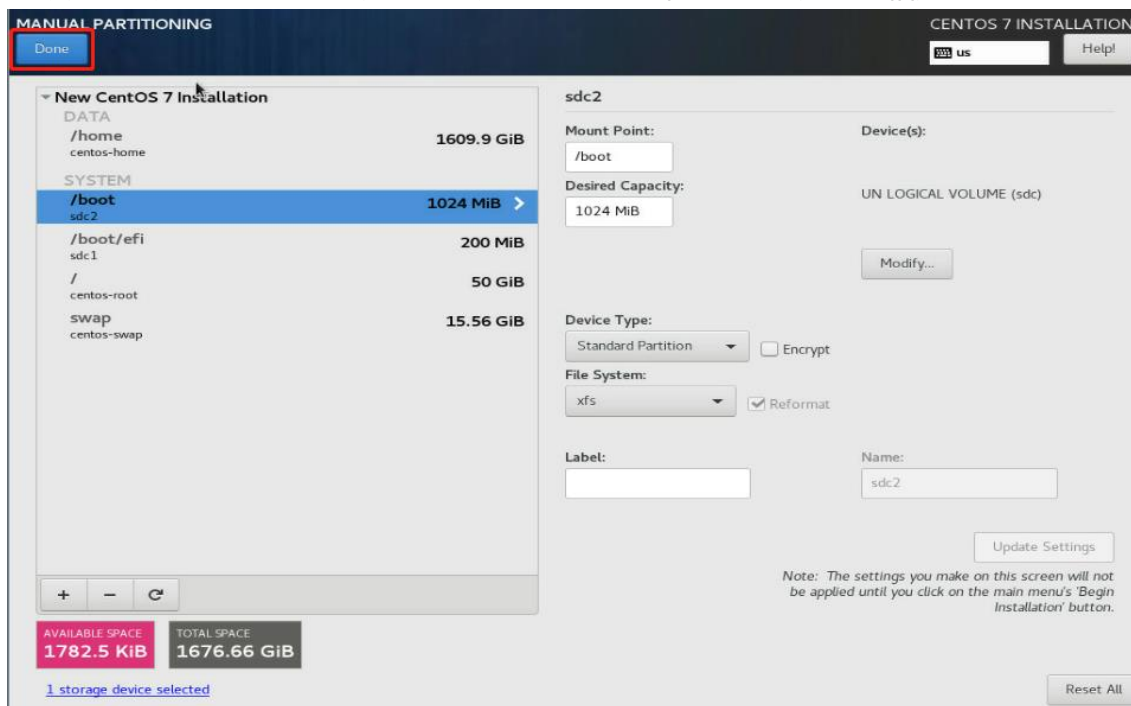 MANUAL PARTITIONING
CENTOS 7 INSTALLATION
Done
us
Help!
New CentOS 7 Installation
DATA
/home
1609.9 GiB
centos-home
SYSTEM
/boot
1024 MiB
sdc2
/boot/efi
200 MiB
sdc1
/
50 GiB
centos-root
swap
15.56 GiB
centos-swap
+ −
AVAILABLE SPACE
1782.5 KiB
TOTAL SPACE
1676.66 GiB
1 storage device selected
sdc2
Mount Point:
/boot
Device(s):
Desired Capacity:
1024 MiB
UN LOGICAL VOLUME (sdc)
Modify...
Device Type:
Standard Partition
Encrypt
File System:
xfs
Reformat
Label:
Name:
sdc2
Update Settings
Note: The settings you make on this screen will not
be applied until you click on the main menu's 'Begin
Installation' button.
Reset All